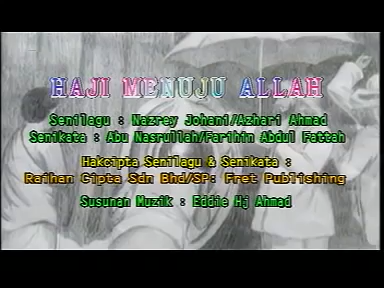 HAJI MENUJU ALLAH
Senilagu : Nazrey Johani/Azhari Ahmad
Senikata : Abu Nasrullah/Farihin Abdul Fattah
Hakcipta Senilagu & Senikata :
Raihan Cipta Sdn Bhd/SP: Fret Publishing
Susunan Muzik : Eddie Hj Ahmad